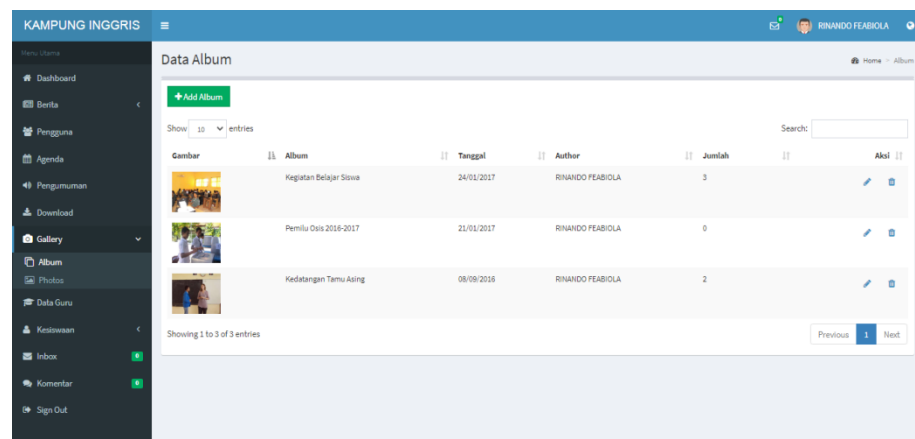 KAMPUNG INGGRIS
RINANDO FEABIOLA
Menu Utama
Data Album
Home > Album
Dashboard
+ Add Album
Berita
Show 10 entries
Search:
Pengguna
Gambar Album Tanggal Author Jumlah Aksi
Agenda
Kegiatan Belajar Siswa 24/01/2017 RINANDO FEABIOLA 3
Pengumuman
Download
Pemilu Osis 2016-2017 21/01/2017 RINANDO FEABIOLA 0
Gallery
Album
Kedatangan Tamu Asing 08/09/2016 RINANDO FEABIOLA 2
Photos
Data Guru
Kesiswaan
Showing 1 to 3 of 3 entries
Previous 1 Next
Inbox 0
Komentar 0
Sign Out